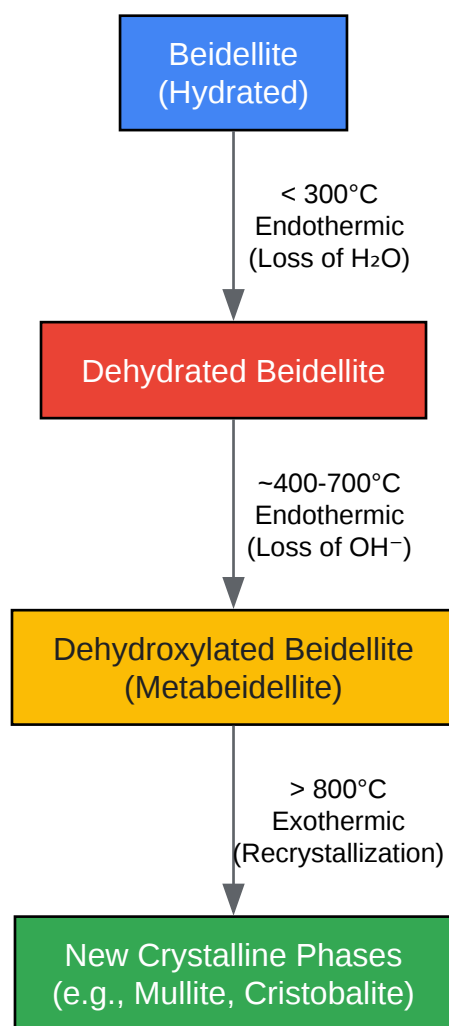 Beidellite
(Hydrated)
< 300°C
Endothermic
(Loss of H₂O)
Dehydrated Beidellite
~400-700°C
Endothermic
(Loss of OH⁻)
Dehydroxylated Beidellite
(Metabeidellite)
> 800°C
Exothermic
(Recrystallization)
New Crystalline Phases
(e.g., Mullite, Cristobalite)